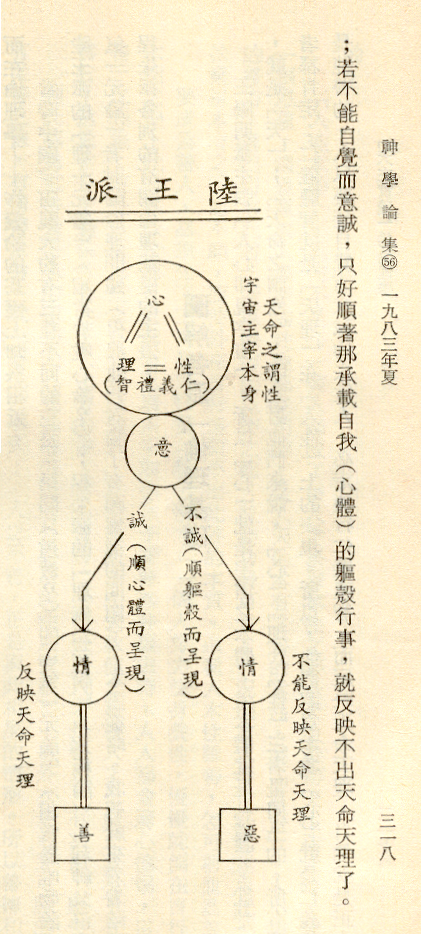 神學論集56 一九八三年夏
三一八
；若不能自覺而意誠，只好順著那承載自我（心體）的軀殼行事，就反映不出天命天理了。
陸王派
天命之謂性
宇宙主宰本身
心
性＝理
（仁義禮智）
意
不誠（順軀殼而呈現）
誠（順心體而呈現）
不能反映天命天理
情
惡
情
善
反映天命天理